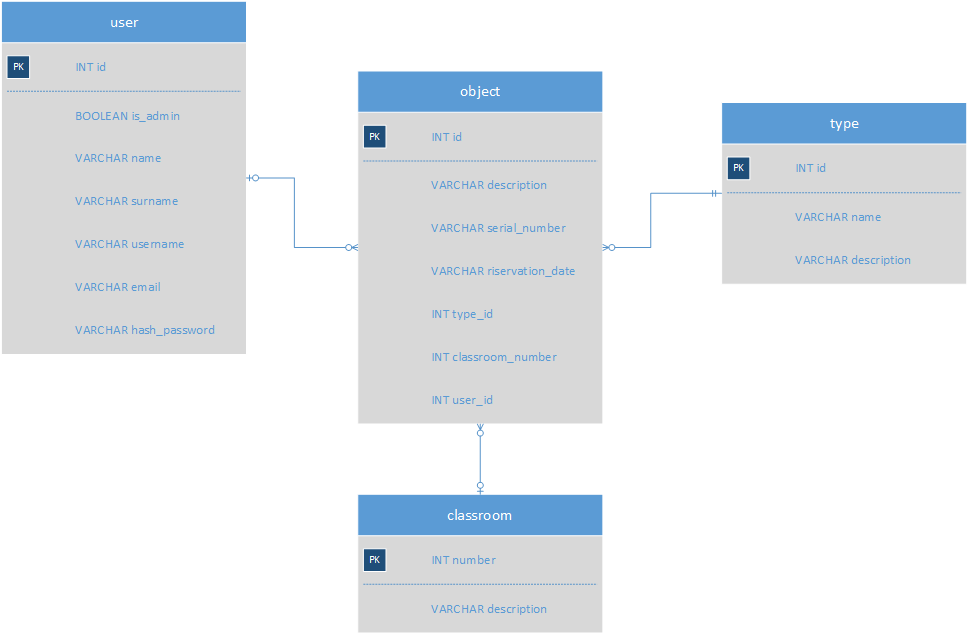 user
PK INT id
BOOLEAN is_admin
VARCHAR name
VARCHAR surname
VARCHAR username
VARCHAR email
VARCHAR hash_password
object
PK INT id
VARCHAR description
VARCHAR serial_number
VARCHAR riservation_date
INT type_id
INT classroom_number
INT user_id
type
PK INT id
VARCHAR name
VARCHAR description
classroom
PK INT number
VARCHAR description